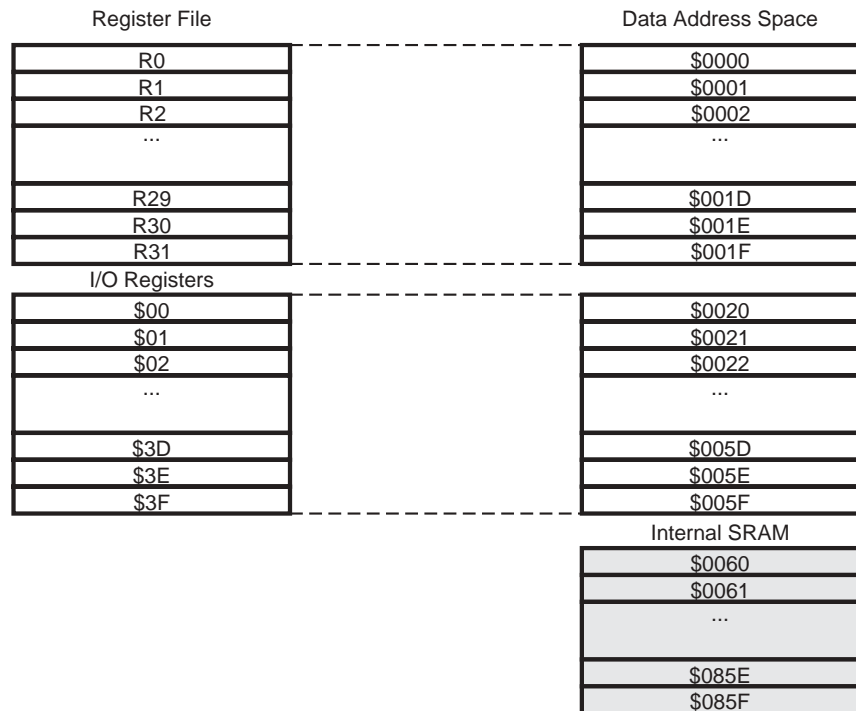 Register File Data Address Space
R0 $0000
R1 $0001
R2 $0002
... ...
R29 $001D
R30 $001E
R31 $001F
I/O Registers
$00 $0020
$01 $0021
$02 $0022
... ...
$3D $005D
$3E $005E
$3F $005F
Internal SRAM
$0060
$0061
...
$085E
$085F